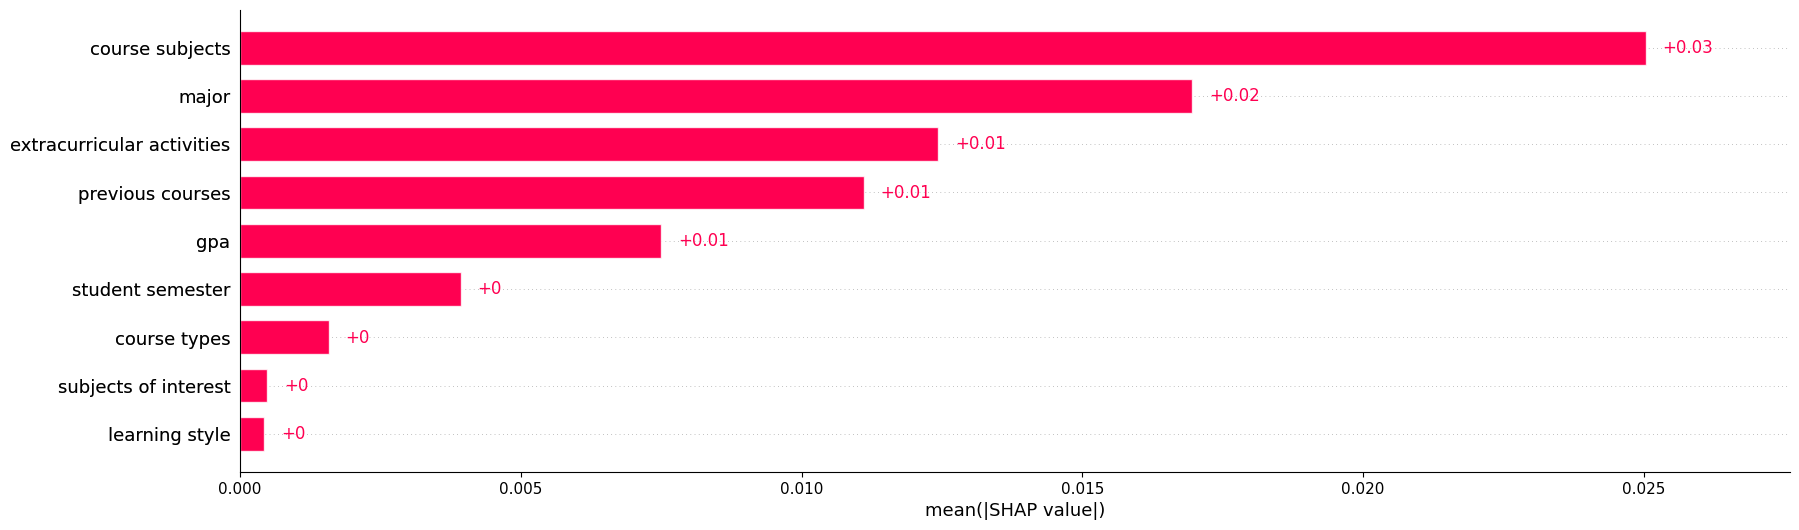 course subjects +0.03
major +0.02
extracurricular activities +0.01
previous courses +0.01
gpa +0.01
student semester +0
course types +0
subjects of interest +0
learning style +0
0.000 0.005 0.010 0.015 0.020 0.025
mean(|SHAP value|)